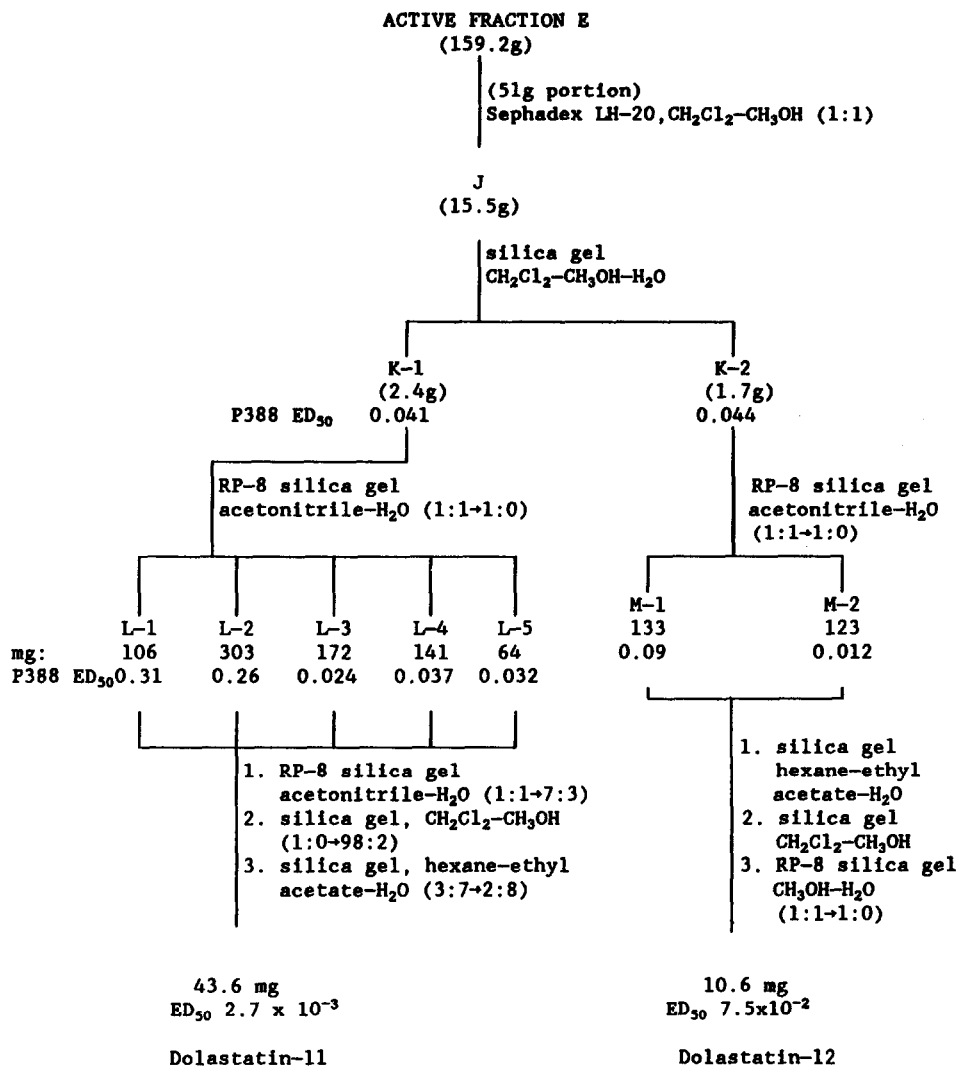 ACTIVE FRACTION E
(159.2g)
(51g portion)
Sephadex LH-20,CH₂Cl₂-CH₃OH (1:1)
J
(15.5g)
silica gel
CH₂Cl₂-CH₃OH-H₂O
K-1
(2.4g)
P388 ED₅₀ 0.041
K-2
(1.7g)
0.044
RP-8 silica gel
acetonitrile-H₂O (1:1→1:0)
RP-8 silica gel
acetonitrile-H₂O
(1:1→1:0)
L-1 L-2 L-3 L-4 L-5
mg: 106 303 172 141 64
P388 ED₅₀0.31 0.26 0.024 0.037 0.032
M-1 M-2
133 123
0.09 0.012
1. RP-8 silica gel
acetonitrile-H₂O (1:1→7:3)
2. silica gel, CH₂Cl₂-CH₃OH
(1:0→98:2)
3. silica gel, hexane-ethyl
acetate-H₂O (3:7→2:8)
1. silica gel
hexane-ethyl
acetate-H₂O
2. silica gel
CH₂Cl₂-CH₃OH
3. RP-8 silica gel
CH₃OH-H₂O
(1:1→1:0)
43.6 mg
ED₅₀ 2.7 x 10⁻³
Dolastatin-11
10.6 mg
ED₅₀ 7.5x10⁻²
Dolastatin-12